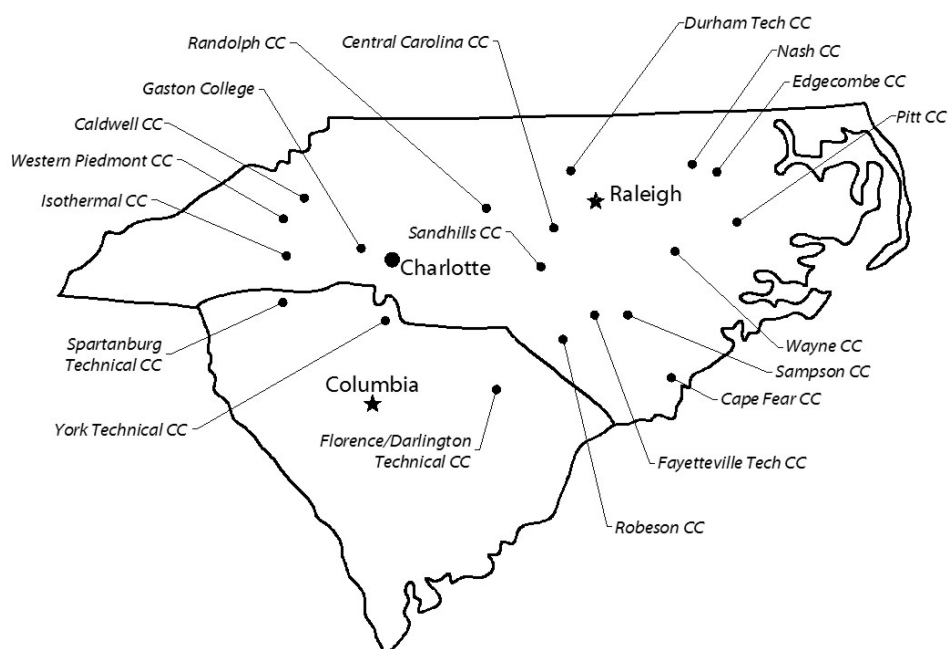 Durham Tech CC
Randolph CC
Central Carolina CC
Nash CC
Edgecombe CC
Gaston College
Pitt CC
Caldwell CC
Western Piedmont CC
Isothermal CC
Raleigh
Sandhills CC
Charlotte
Spartanburg
Technical CC
Wayne CC
Sampson CC
Columbia
Cape Fear CC
York Technical CC
Florence/Darlington
Technical CC
Fayetteville Tech CC
Robeson CC